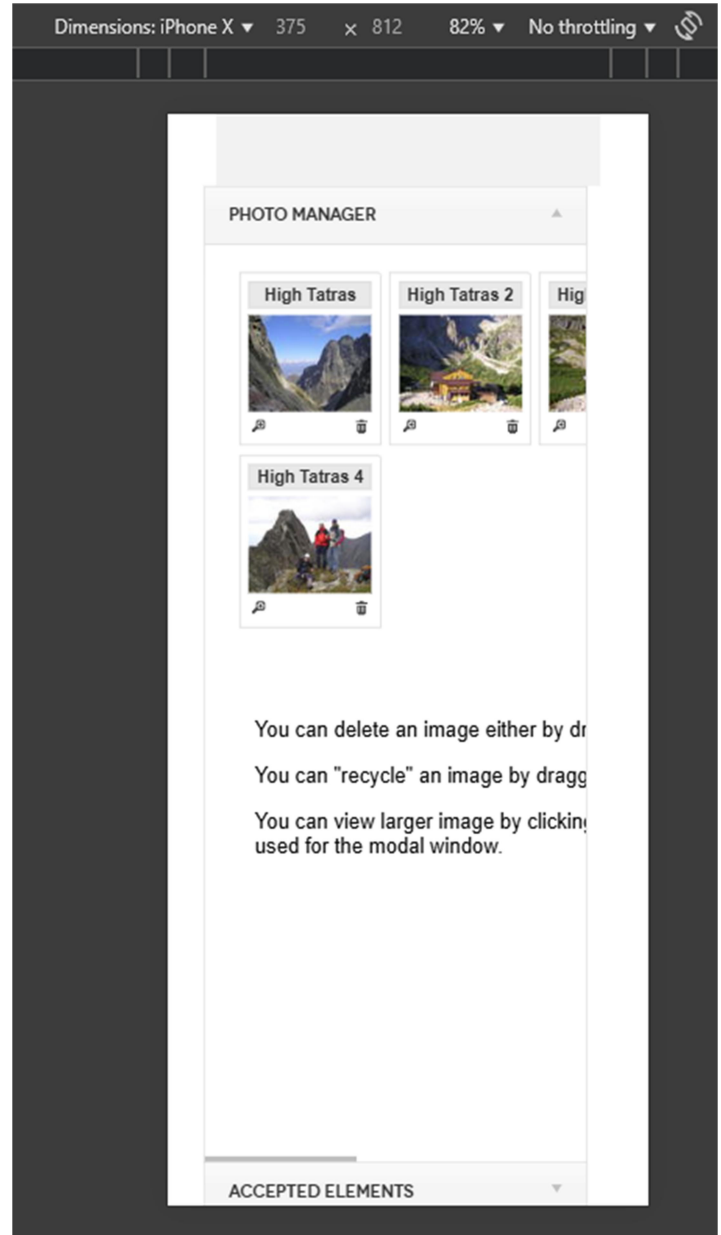 Dimensions: iPhone X ▼ 375 × 812 82% ▼ No throttling ▼
PHOTO MANAGER
High Tatras High Tatras 2 Hig
High Tatras 4
You can delete an image either by dr
You can "recycle" an image by dragg
You can view larger image by clicking
used for the modal window.
ACCEPTED ELEMENTS